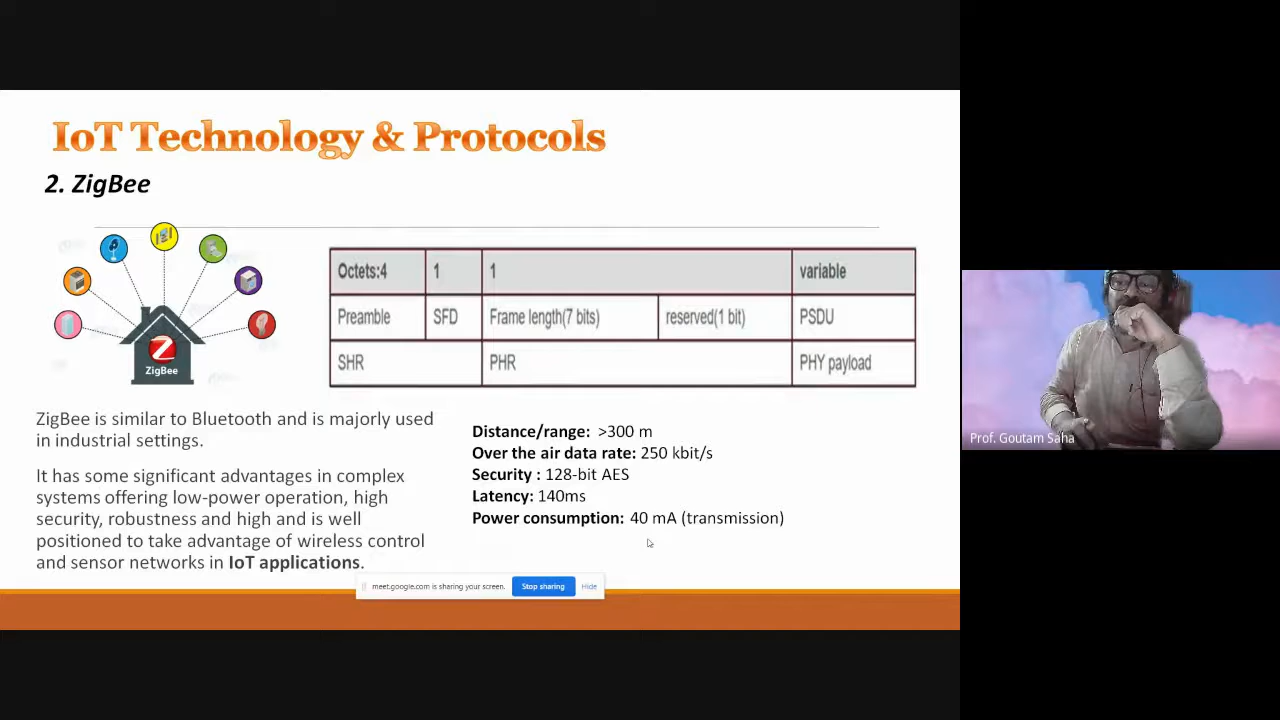 IoT Technology & Protocols
2. ZigBee
ZigBee
Octets:4 1 1 variable
Preamble SFD Frame length(7 bits) reserved(1 bit) PSDU
SHR PHR PHY payload
ZigBee is similar to Bluetooth and is majorly used
in industrial settings.
It has some significant advantages in complex
systems offering low-power operation, high
security, robustness and high and is well
positioned to take advantage of wireless control
and sensor networks in IoT applications.
Distance/range: >300 m
Over the air data rate: 250 kbit/s
Security : 128-bit AES
Latency: 140ms
Power consumption: 40 mA (transmission)
meet.google.com is sharing your screen. Stop sharing Hide
Prof. Goutam Saha